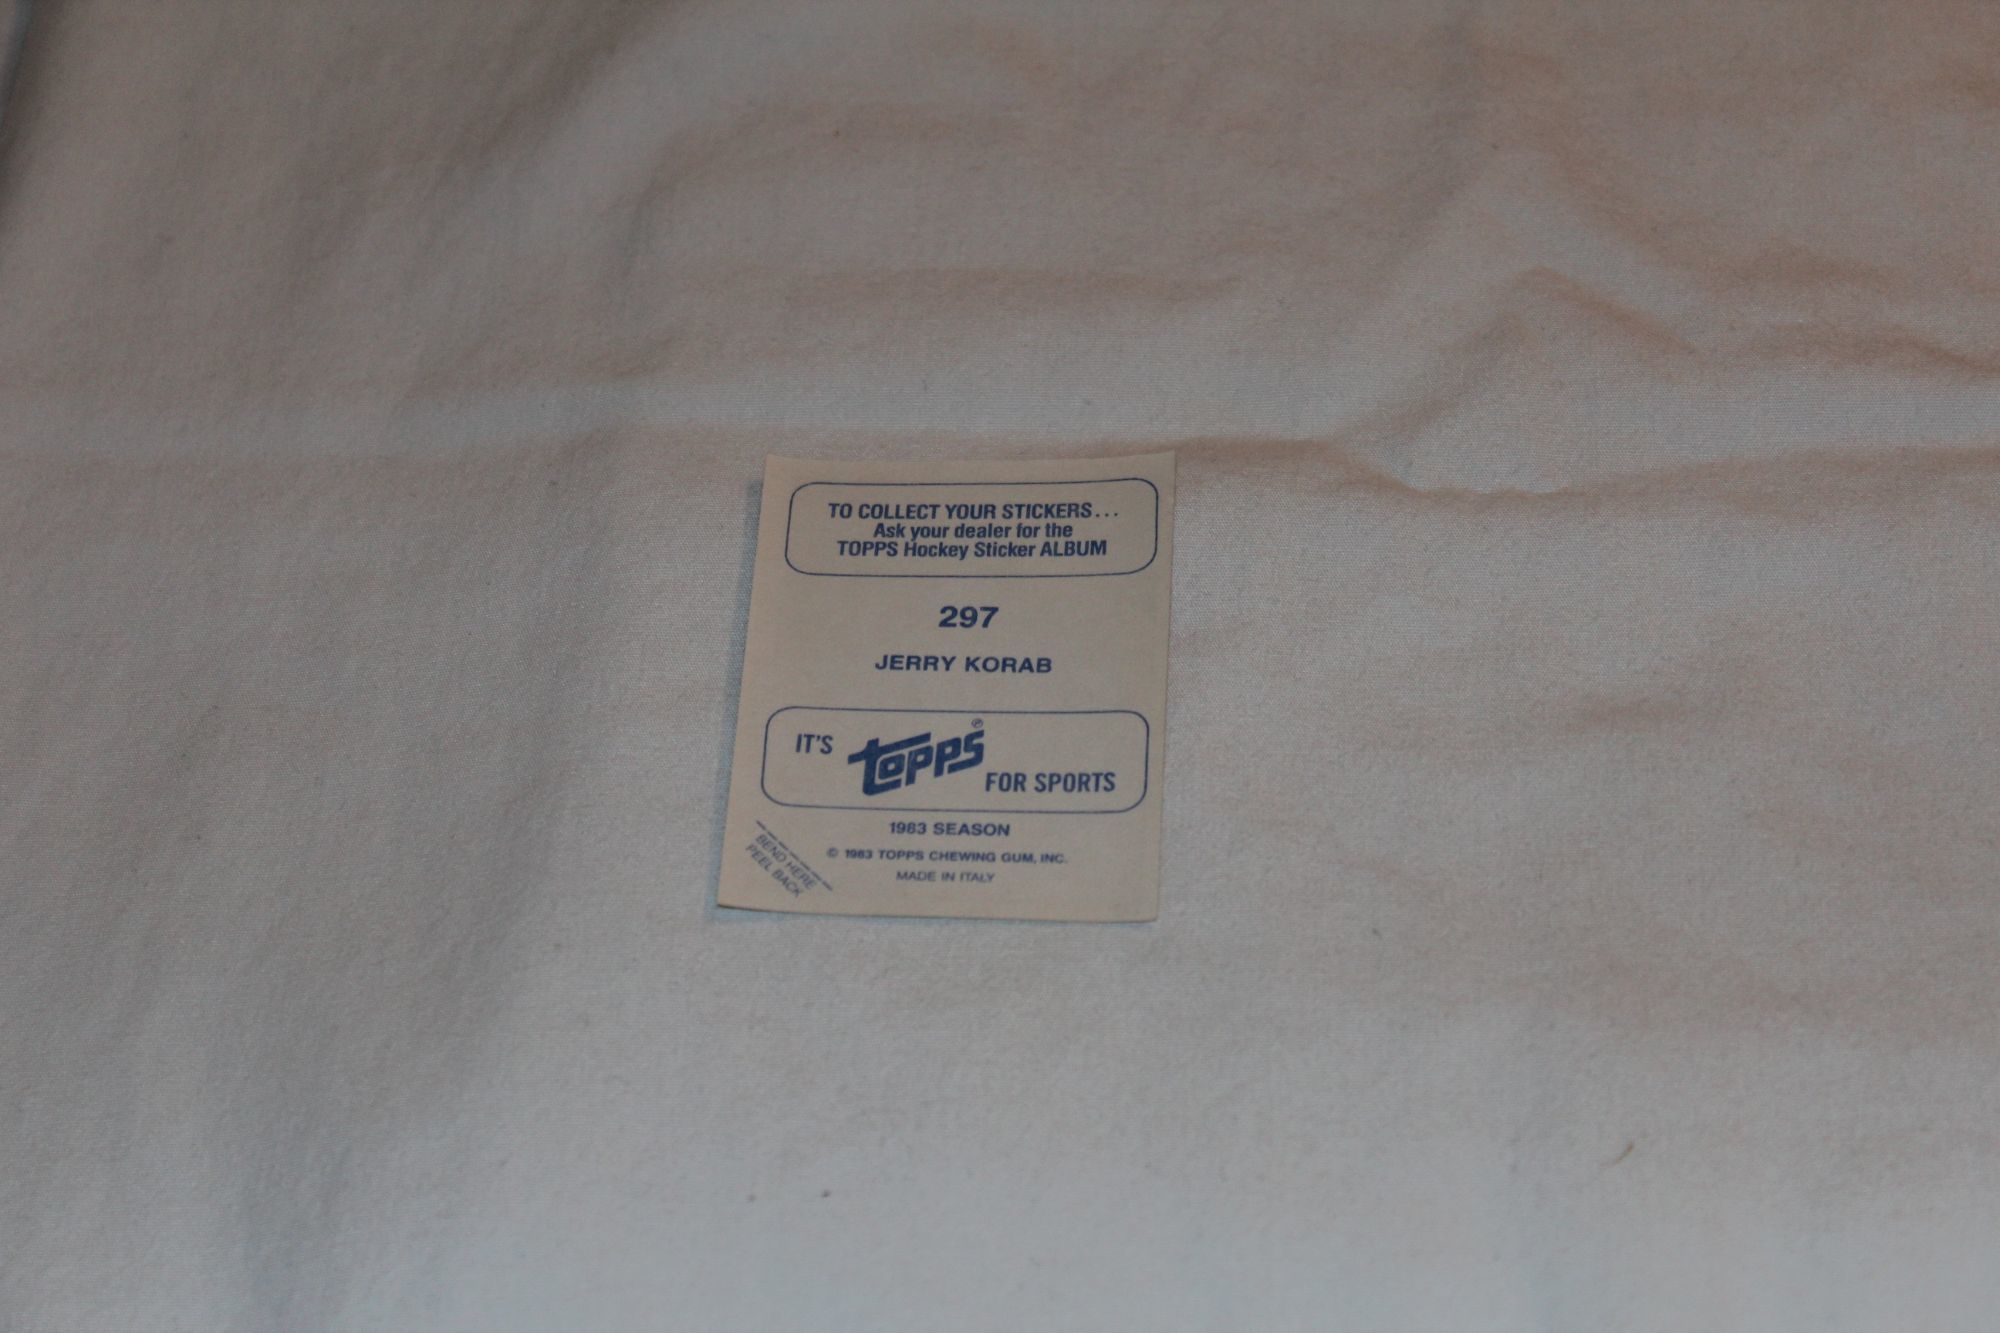 TO COLLECT YOUR STICKERS...
Ask your dealer for the
TOPPS Hockey Sticker ALBUM
297
JERRY KORAB
IT'S topps® FOR SPORTS
1983 SEASON
© 1983 TOPPS CHEWING GUM, INC.
MADE IN ITALY
BEND HERE
PEEL BACK